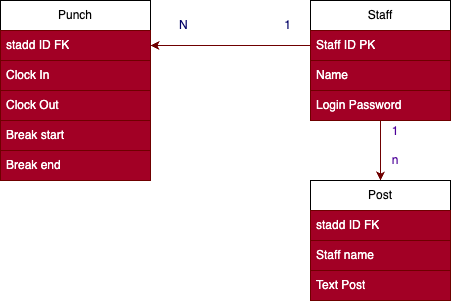 Punch
stadd ID FK
Clock In
Clock Out
Break start
Break end
N
1
Staff
Staff ID PK
Name
Login Password
1
n
Post
stadd ID FK
Staff name
Text Post